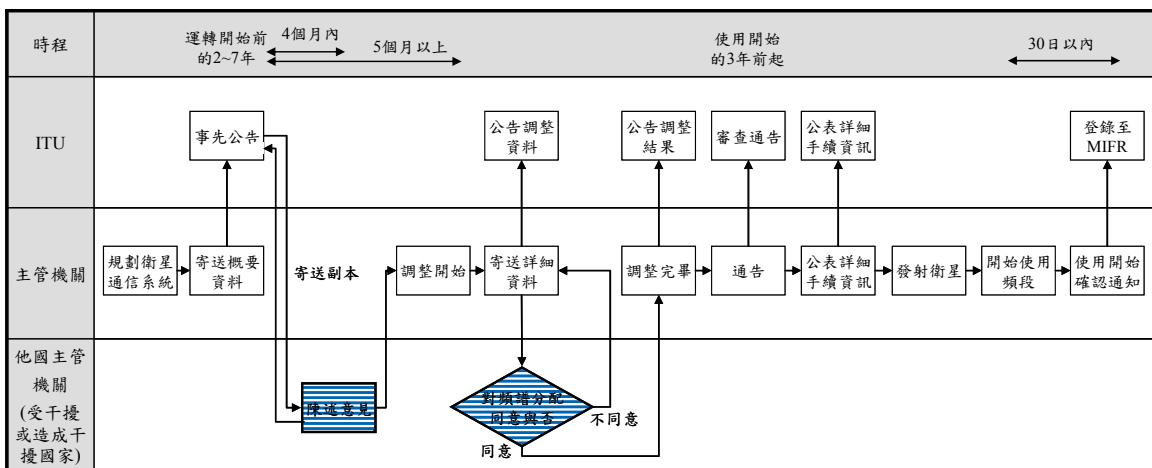 時程
運轉開始前
的2~7年
4個月內
5個月以上
使用開始
的3年前起
30日以內
ITU
事先公告
公告調整
資料
公告調整
結果
審查通告
公表詳細
手續資訊
登錄至
MIFR
主管機關
規劃衛星
通信系統
寄送概要
資料
寄送副本
調整開始
寄送詳細
資料
調整完畢
通告
公表詳細
手續資訊
發射衛星
開始使用
頻段
使用開始
確認通知
他國主管
機關
(受干擾
或造成干
擾國家)
陳述意見
對頻譜分配
同意與否
不同意
同意